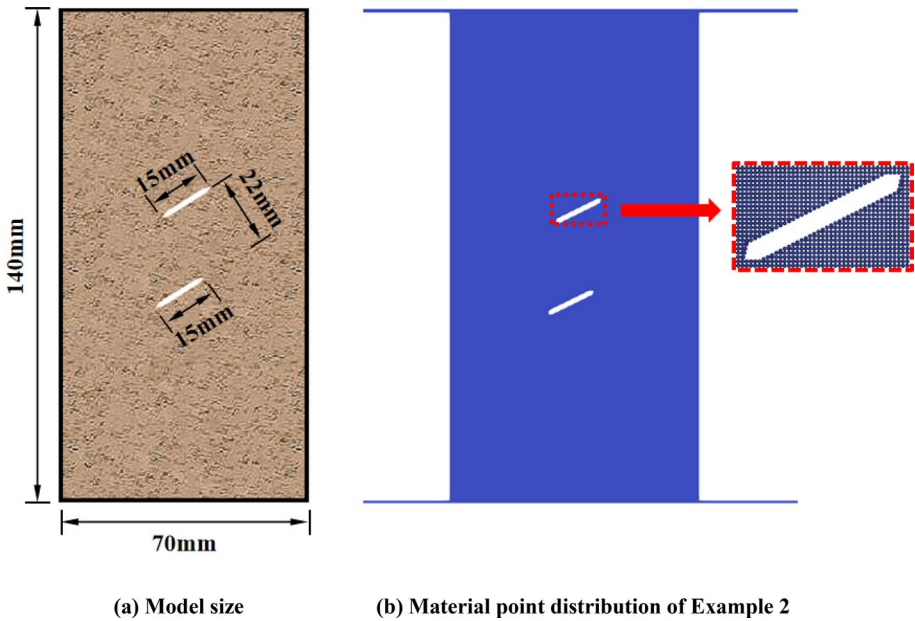 15mm
22mm
140mm
15mm
70mm
(a) Model size
(b) Material point distribution of Example 2